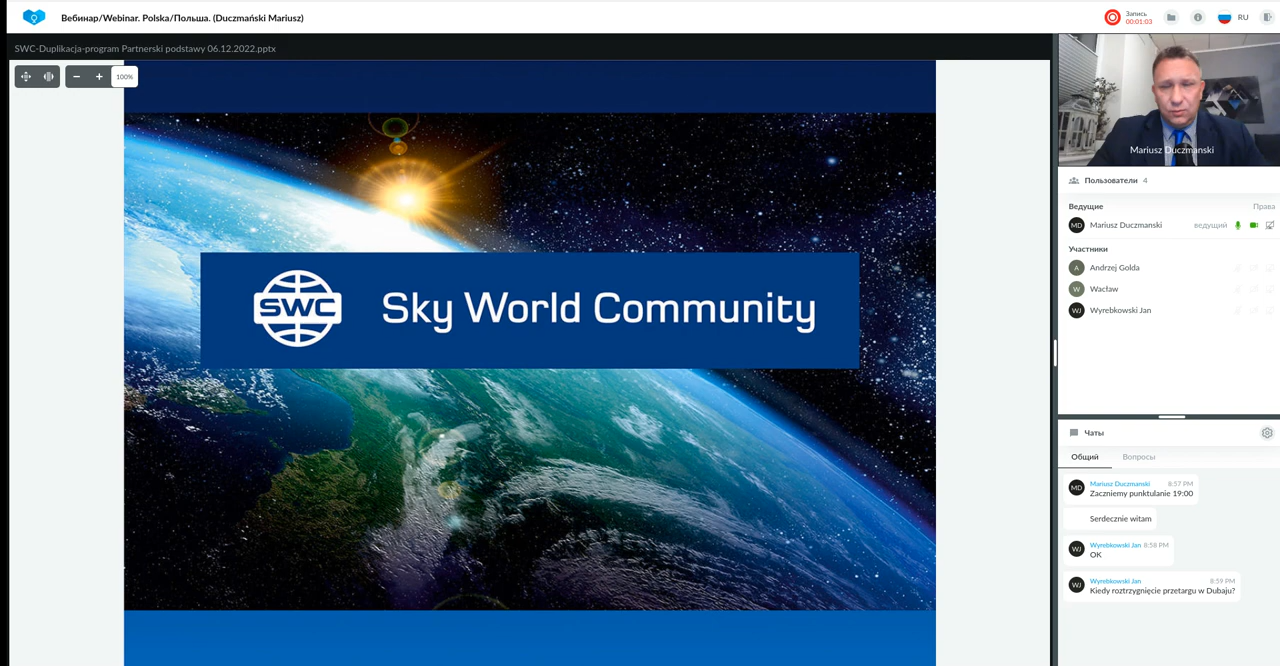 Вебинар/Webinar. Polska/Польша. (Duczmański Mariusz)
Запись
00:01:03
RU
SWC-Duplikacja-program Partnerski podstawy 06.12.2022.pptx
100%
SWC
Sky World Community
Mariusz Duczmanski
Пользователи 4
Ведущие Права
MD Mariusz Duczmanski ведущий
Участники
A Andrzej Golda
W Wacław
WJ Wyrebkowski Jan
Чаты
Общий Вопросы
MD Mariusz Duczmanski 8:57 PM
Zaczniemy punktulanie 19:00
Serdecznie witam
WJ Wyrebkowski Jan 8:58 PM
OK
WJ Wyrebkowski Jan 8:59 PM
Kiedy roztrzygnięcie przetargu w Dubaju?